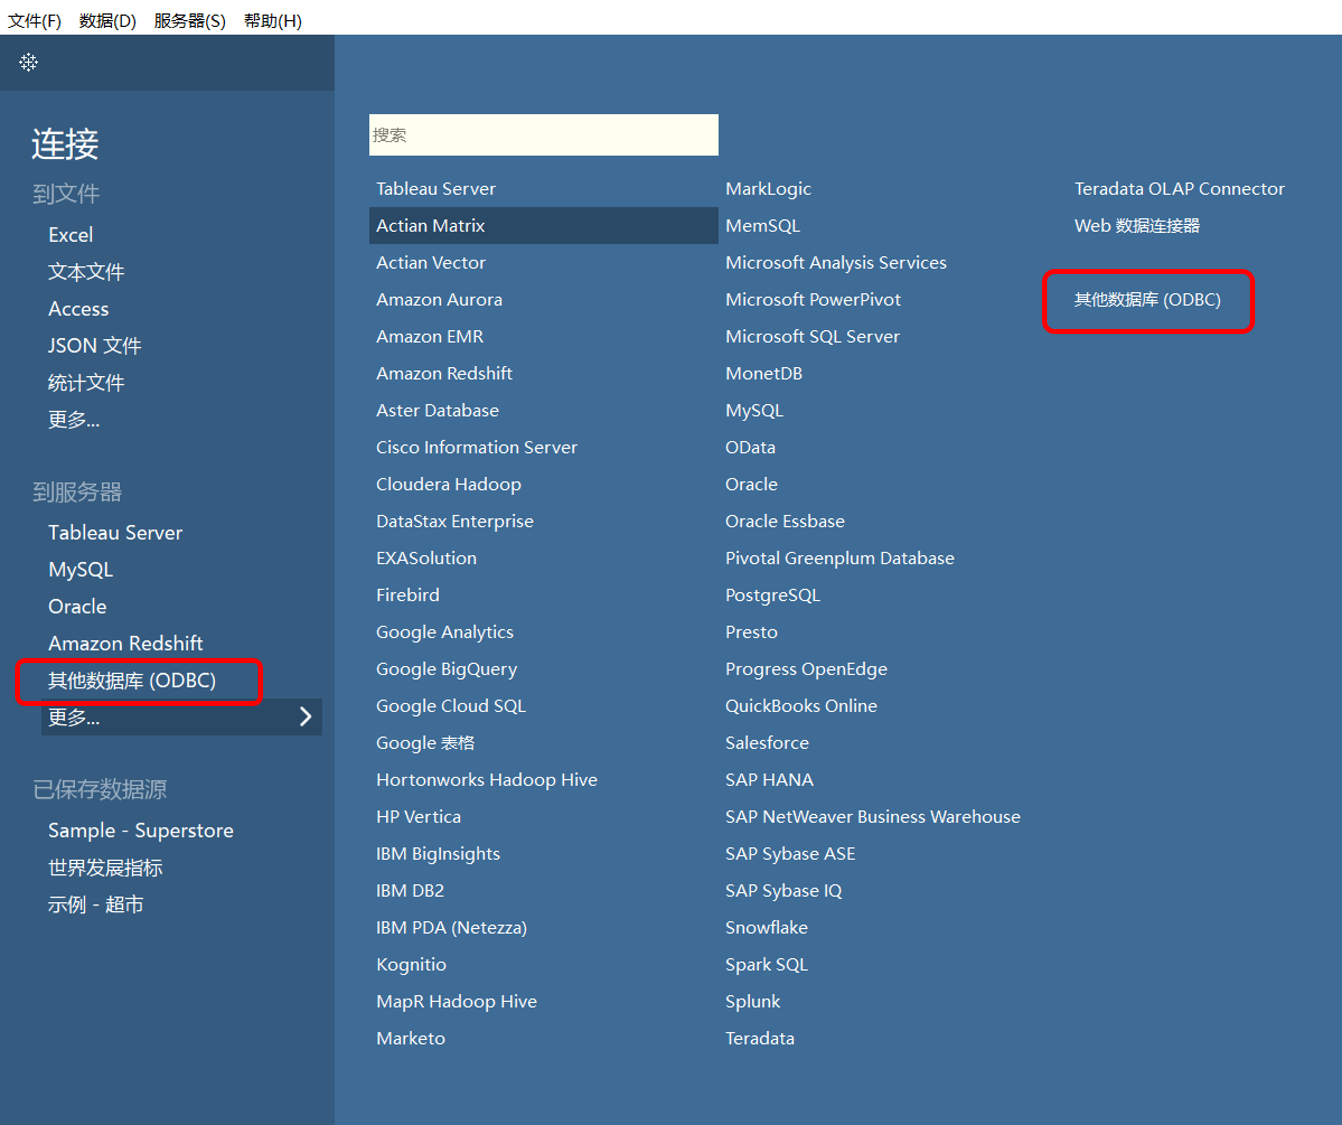 文件(F) 数据(D) 服务器(S) 帮助(H)
连接
到文件
Excel
文本文件
Access
JSON 文件
统计文件
更多...
到服务器
Tableau Server
MySQL
Oracle
Amazon Redshift
其他数据库 (ODBC)
更多...
已保存数据源
Sample - Superstore
世界发展指标
示例 - 超市
搜索
Tableau Server
Actian Matrix
Actian Vector
Amazon Aurora
Amazon EMR
Amazon Redshift
Aster Database
Cisco Information Server
Cloudera Hadoop
DataStax Enterprise
EXASolution
Firebird
Google Analytics
Google BigQuery
Google Cloud SQL
Google 表格
Hortonworks Hadoop Hive
HP Vertica
IBM BigInsights
IBM DB2
IBM PDA (Netezza)
Kognitio
MapR Hadoop Hive
Marketo
MarkLogic
MemSQL
Microsoft Analysis Services
Microsoft PowerPivot
Microsoft SQL Server
MonetDB
MySQL
OData
Oracle
Oracle Essbase
Pivotal Greenplum Database
PostgreSQL
Presto
Progress OpenEdge
QuickBooks Online
Salesforce
SAP HANA
SAP NetWeaver Business Warehouse
SAP Sybase ASE
SAP Sybase IQ
Snowflake
Spark SQL
Splunk
Teradata
Teradata OLAP Connector
Web 数据连接器
其他数据库 (ODBC)